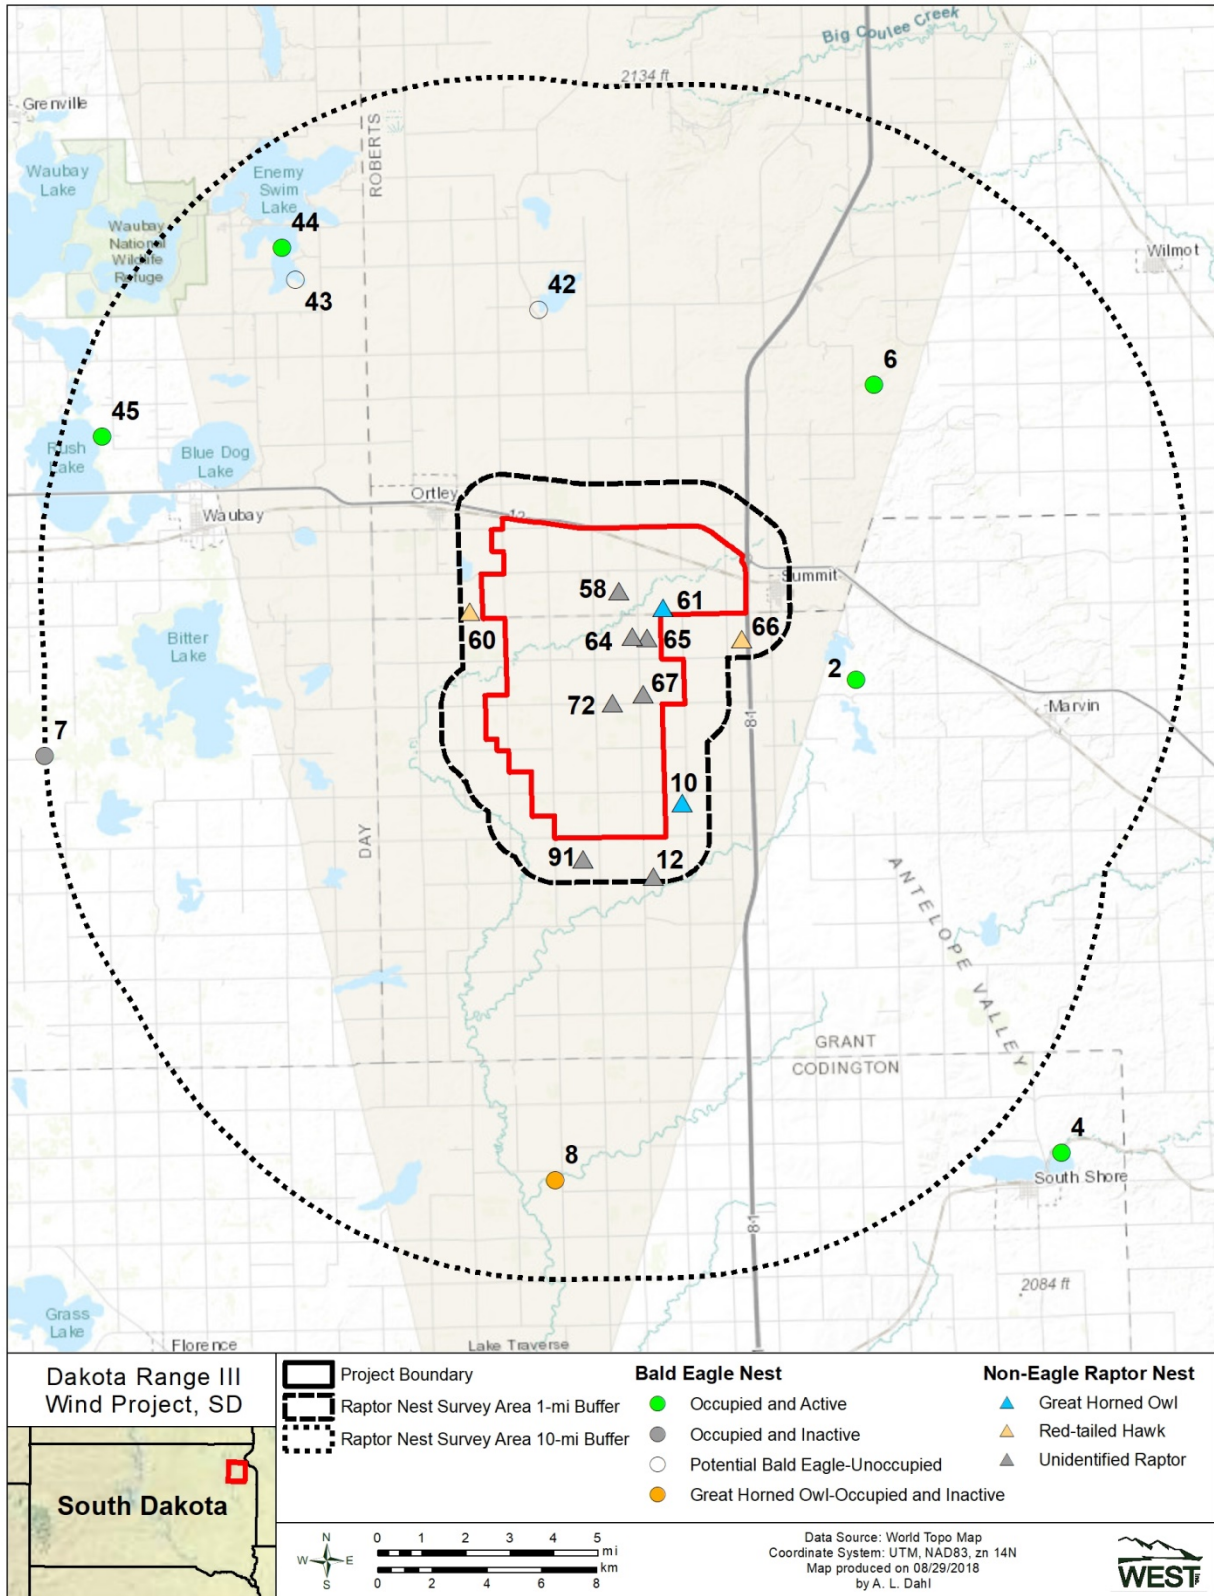 Big Coulee Creek
2134 ft
Grenville
ROBERTS
Waubay
Lake
Enemy
Swim
Lake
Waubay
National
Wildlife
Refuge
44
Wilmot
43
42
6
45
Rush
Lake
Blue Dog
Lake
Ortley
Waubay
12
Summit
58
61
60
64
65
66
Bitter
Lake
2
67
72
Marvin
7
81
10
DAY
91
12
ANTELOPE VALLEY
GRANT
CODINGTON
4
8
South Shore
81
2084 ft
Grass
Lake
Florence
Lake Traverse
Dakota Range III
Wind Project, SD
South Dakota
Project Boundary
Raptor Nest Survey Area 1-mi Buffer
Raptor Nest Survey Area 10-mi Buffer
Bald Eagle Nest
Occupied and Active
Occupied and Inactive
Potential Bald Eagle-Unoccupied
Great Horned Owl-Occupied and Inactive
Non-Eagle Raptor Nest
Great Horned Owl
Red-tailed Hawk
Unidentified Raptor
N
W E
S
0 1 2 3 4 5
mi
km
0 2 4 6 8
Data Source: World Topo Map
Coordinate System: UTM, NAD83, zn 14N
Map produced on 08/29/2018
by A. L. Dahl
WEST